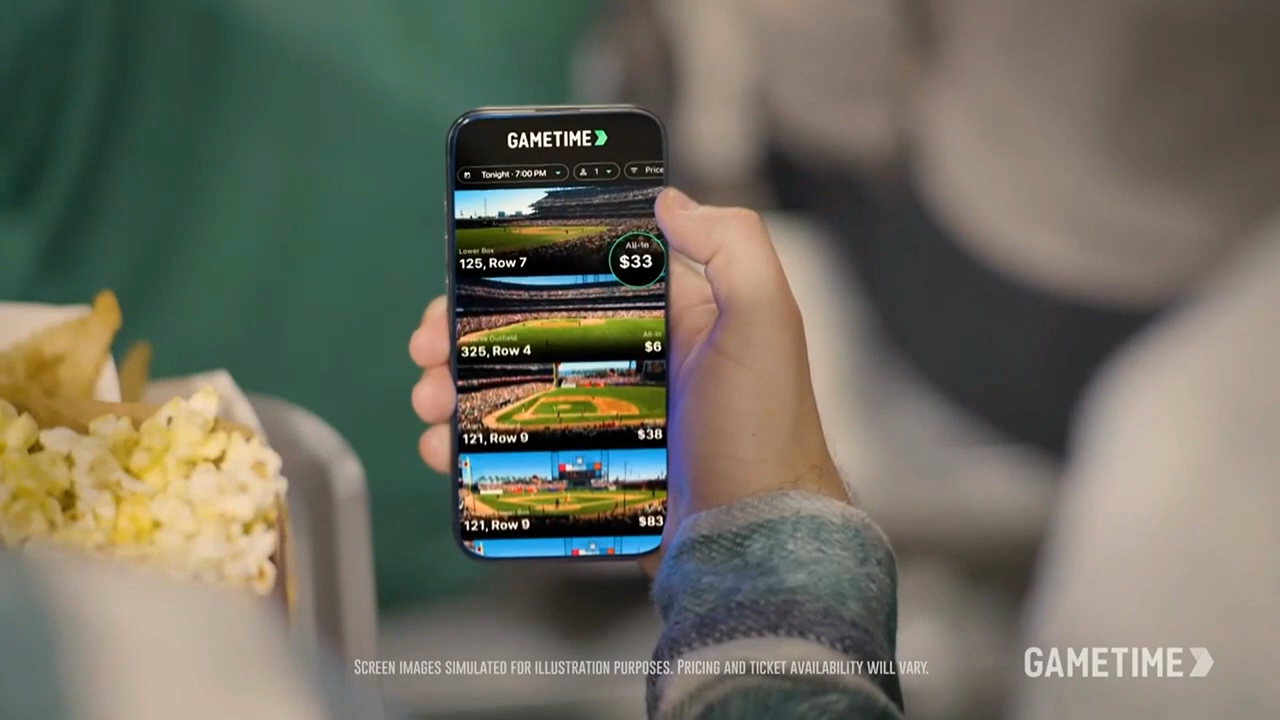 GAMETIME
Tonight · 7:00 PM
1
Price
Lower Box
125, Row 7
All-In
$33
Reserve Outfield
325, Row 4
All-In
$6
121, Row 9
$38
121, Row 9
$83
SCREEN IMAGES SIMULATED FOR ILLUSTRATION PURPOSES. PRICING AND TICKET AVAILABILITY WILL VARY.
GAMETIME